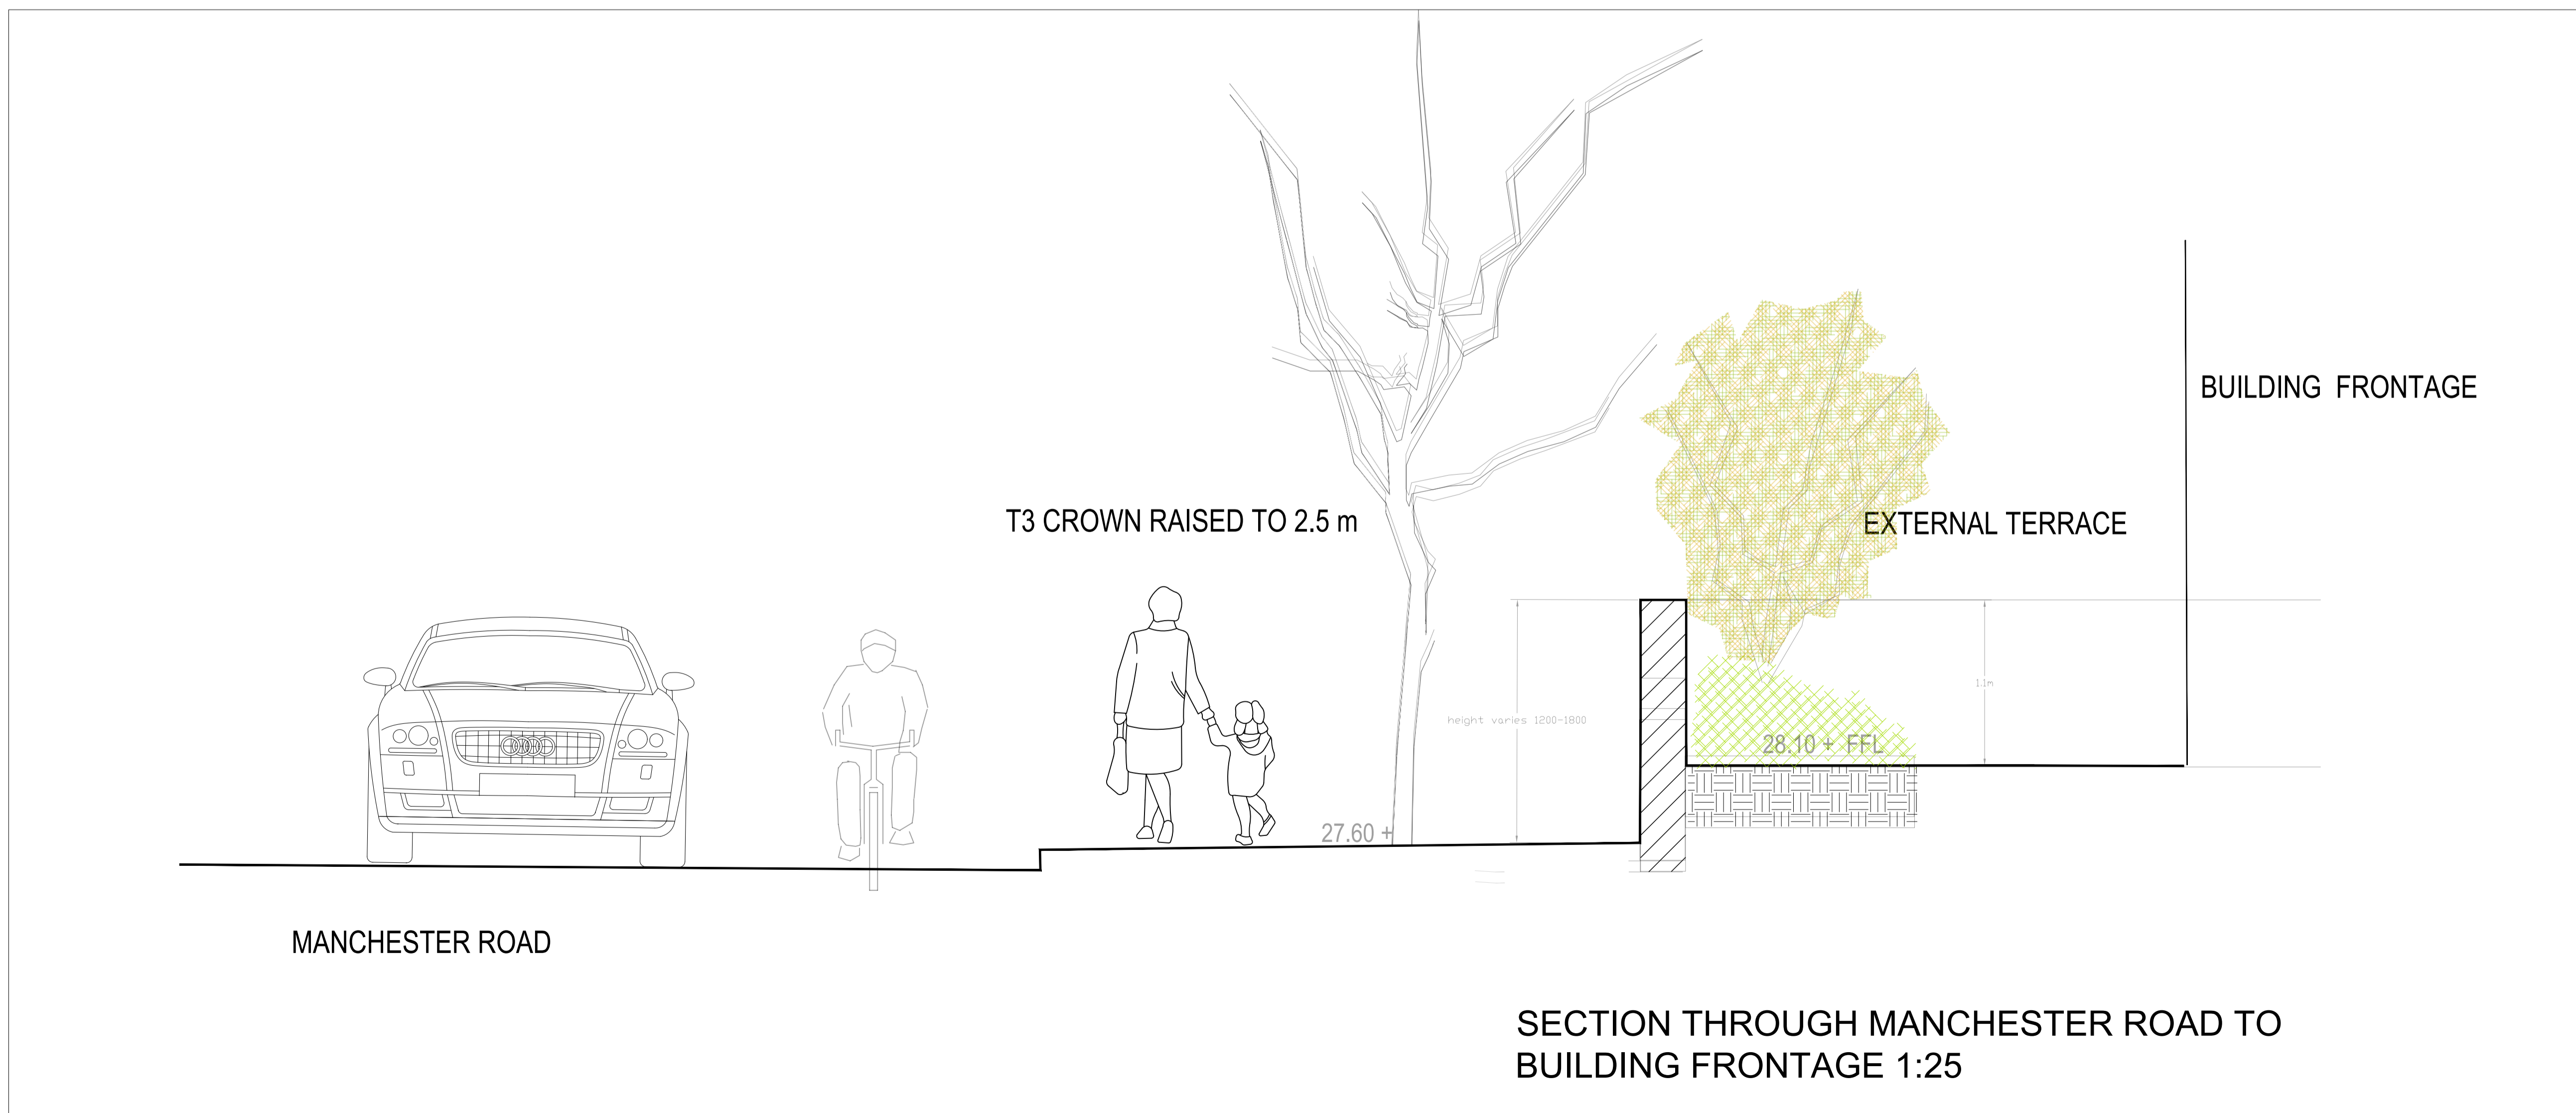 BUILDING FRONTAGE
T3 CROWN RAISED TO 2.5 m
EXTERNAL TERRACE
1.1m
height varies 1200-1800
28.10 + FFL
27.60 +
MANCHESTER ROAD
SECTION THROUGH MANCHESTER ROAD TO
BUILDING FRONTAGE 1:25